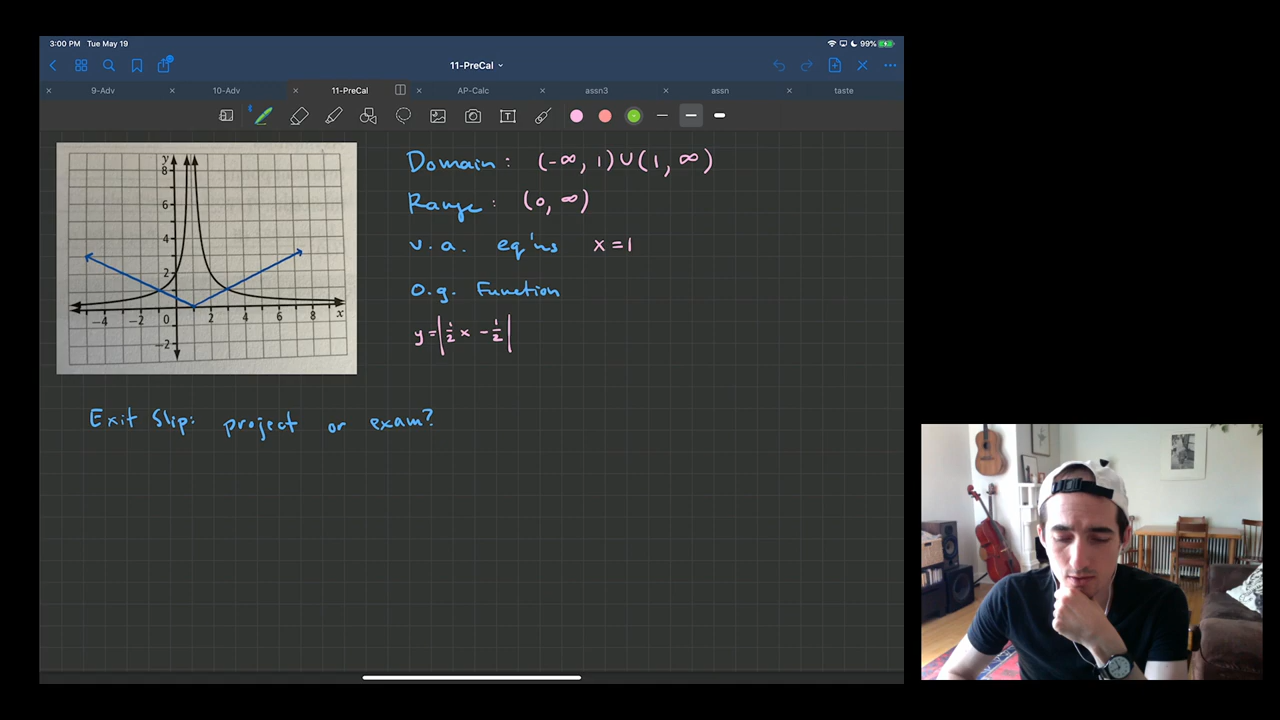 3:00 PM Tue May 19
99%
11-PreCal
9-Adv
10-Adv
11-PreCal
AP-Calc
assn3
assn
taste
y
8
6
4
2
-4
-2
0
2
4
6
8
x
-2
Domain: (-∞, 1) ∪ (1, ∞)
Range: (0, ∞)
v.a. eq'ns x = 1
o.g. Function
y = |1/2 x - 1/2|
Exit Slip: project or exam?